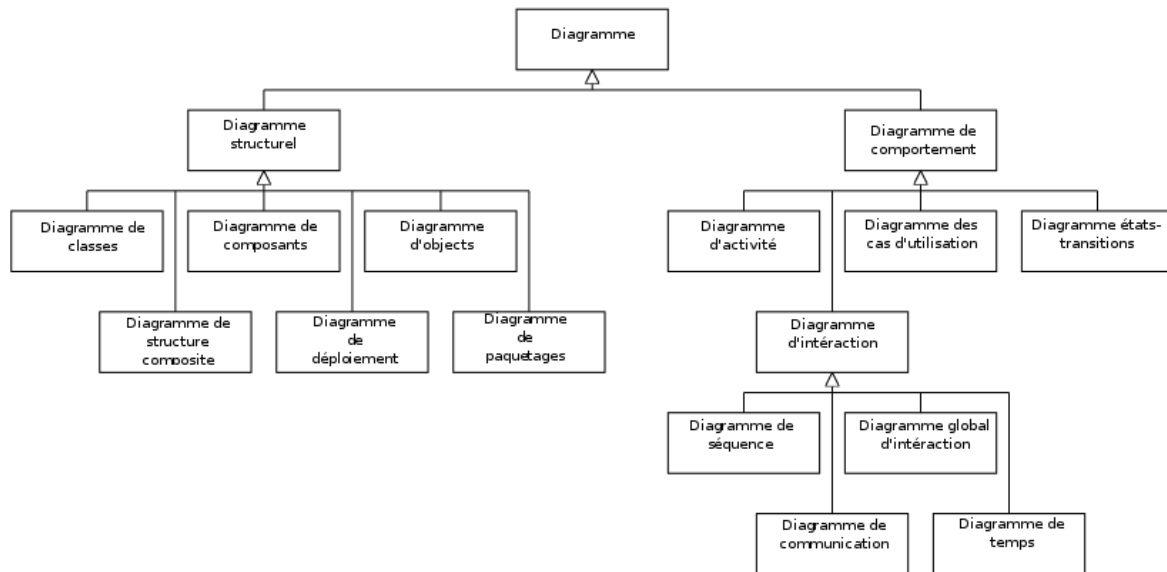 Diagramme
Diagramme
structurel
Diagramme de
comportement
Diagramme de
classes
Diagramme de
composants
Diagramme
d'objects
Diagramme
d'activité
Diagramme des
cas d'utilisation
Diagramme états-
transitions
Diagramme de
structure
composite
Diagramme
de
déploiement
Diagramme
de
paquetages
Diagramme
d'intéraction
Diagramme de
séquence
Diagramme global
d'intéraction
Diagramme de
communication
Diagramme de
temps